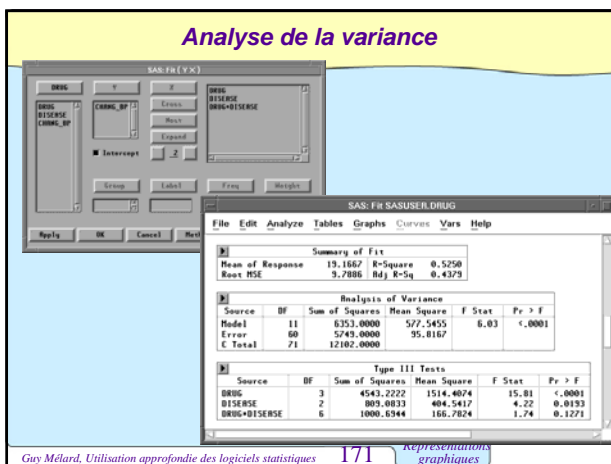 Analyse de la variance
SAS: Fit (Y X)
DRUG Y X
DRUG
DISEASE
CHANG_BP
CHANG_BP
Cross
Nest
Expand
DRUG
DISEASE
DRUG*DISEASE
Intercept
2
Group Label Freq Weight
Apply OK Cancel Meth
SAS: Fit SASUSER.DRUG
File Edit Analyze Tables Graphs Curves Vars Help
Summary of Fit
Mean of Response 19.1667 R-Square 0.5250
Root MSE 9.7886 Adj R-Sq 0.4379
Analysis of Variance
Source DF Sum of Squares Mean Square F Stat Pr > F
Model 11 6353.0000 577.5455 6.03 <.0001
Error 60 5749.0000 95.8167
C Total 71 12102.0000
Type III Tests
Source DF Sum of Squares Mean Square F Stat Pr > F
DRUG 3 4543.2222 1514.4074 15.81 <.0001
DISEASE 2 809.0833 404.5417 4.22 0.0193
DRUG*DISEASE 6 1000.6944 166.7824 1.74 0.1271
Guy Mélard, Utilisation approfondie des logiciels statistiques 171 Représentations
graphiques